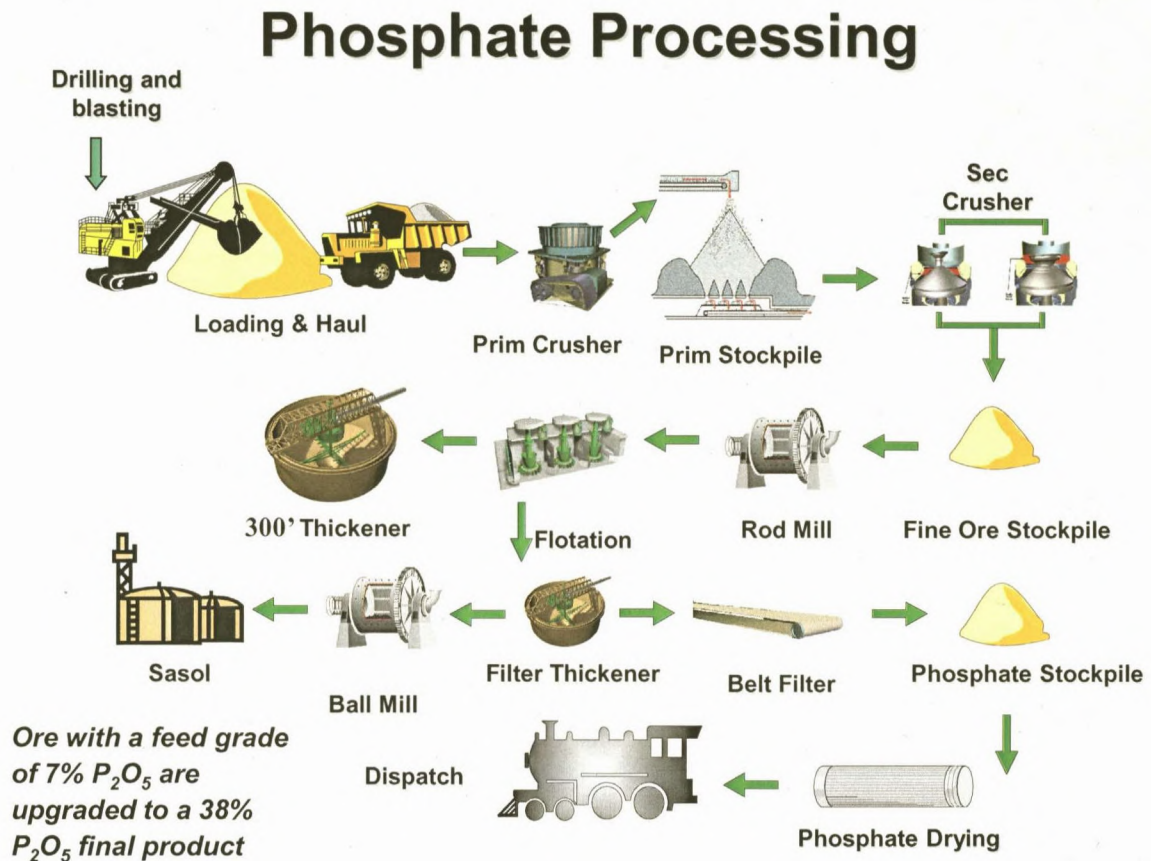 Phosphate Processing
Drilling and
blasting
Loading & Haul
Prim Crusher
Prim Stockpile
Sec
Crusher
300' Thickener
Flotation
Rod Mill
Fine Ore Stockpile
Sasol
Ball Mill
Filter Thickener
Belt Filter
Phosphate Stockpile
Ore with a feed grade
of 7% P₂O₅ are
upgraded to a 38%
P₂O₅ final product
Dispatch
Phosphate Drying